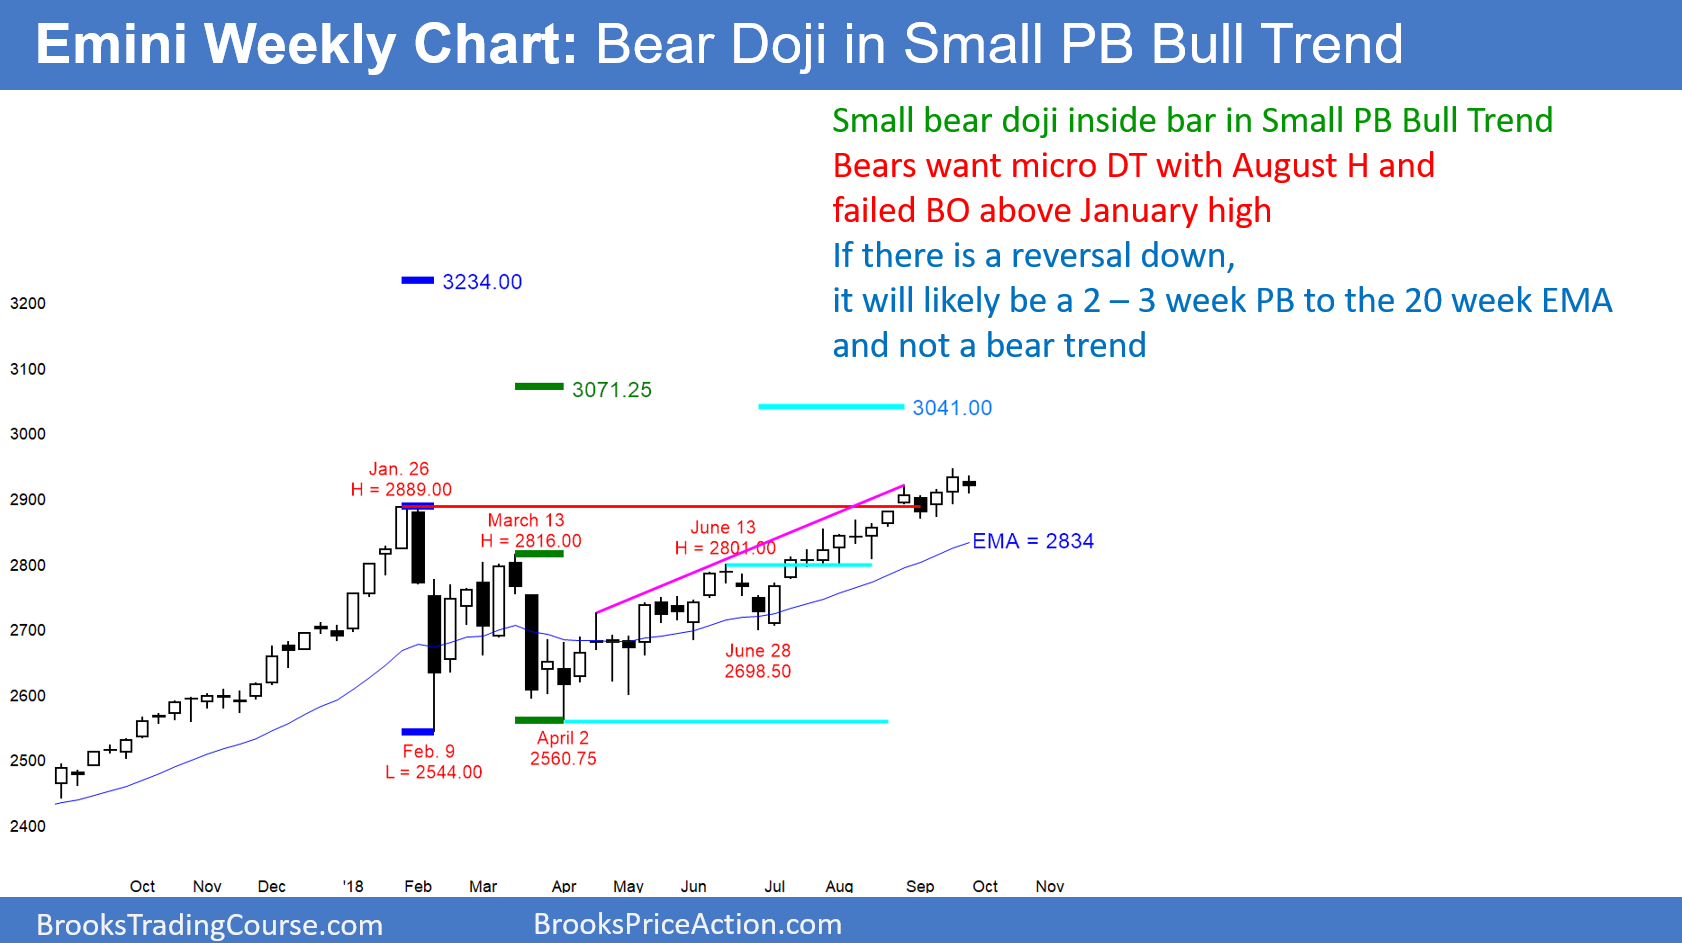 Emini Weekly Chart: Bear Doji in Small PB Bull Trend
Small bear doji inside bar in Small PB Bull Trend
Bears want micro DT with August H and
failed BO above January high
If there is a reversal down,
it will likely be a 2 – 3 week PB to the 20 week EMA
and not a bear trend
3234.00
3071.25
3041.00
3200
3100
3000
2900
2800
2700
2600
2500
2400
Jan. 26
H = 2889.00
March 13
H = 2816.00
June 13
H = 2801.00
EMA = 2834
June 28
2698.50
Feb. 9
L = 2544.00
April 2
2560.75
Oct Nov Dec '18 Feb Mar Apr May Jun Jul Aug Sep Oct Nov
BrooksTradingCourse.com
BrooksPriceAction.com